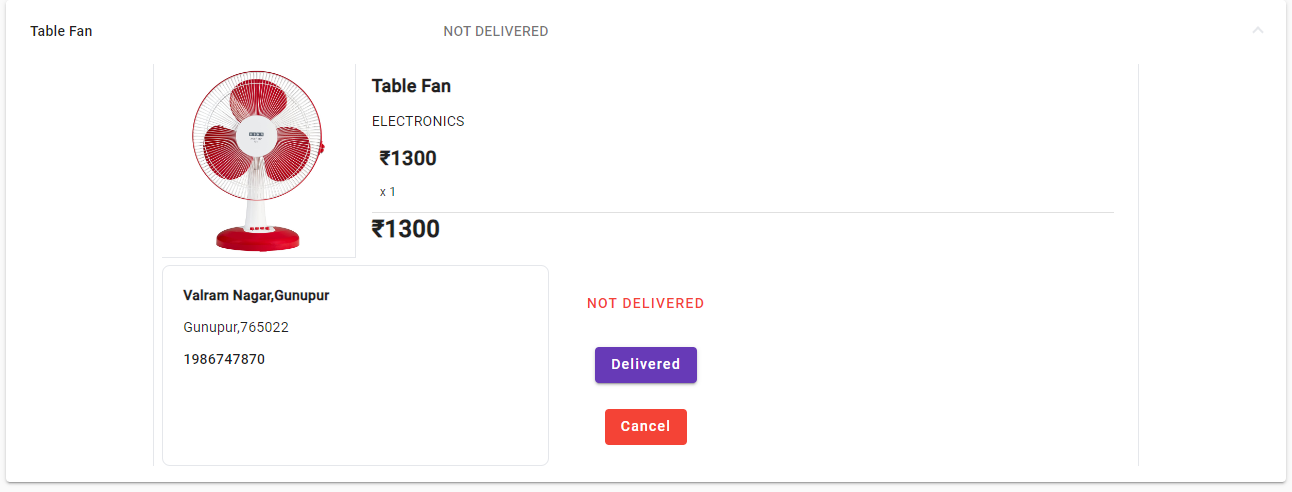 Table Fan
NOT DELIVERED
Table Fan
ELECTRONICS
₹1300
x 1
₹1300
Valram Nagar,Gunupur
Gunupur,765022
1986747870
NOT DELIVERED
Delivered
Cancel